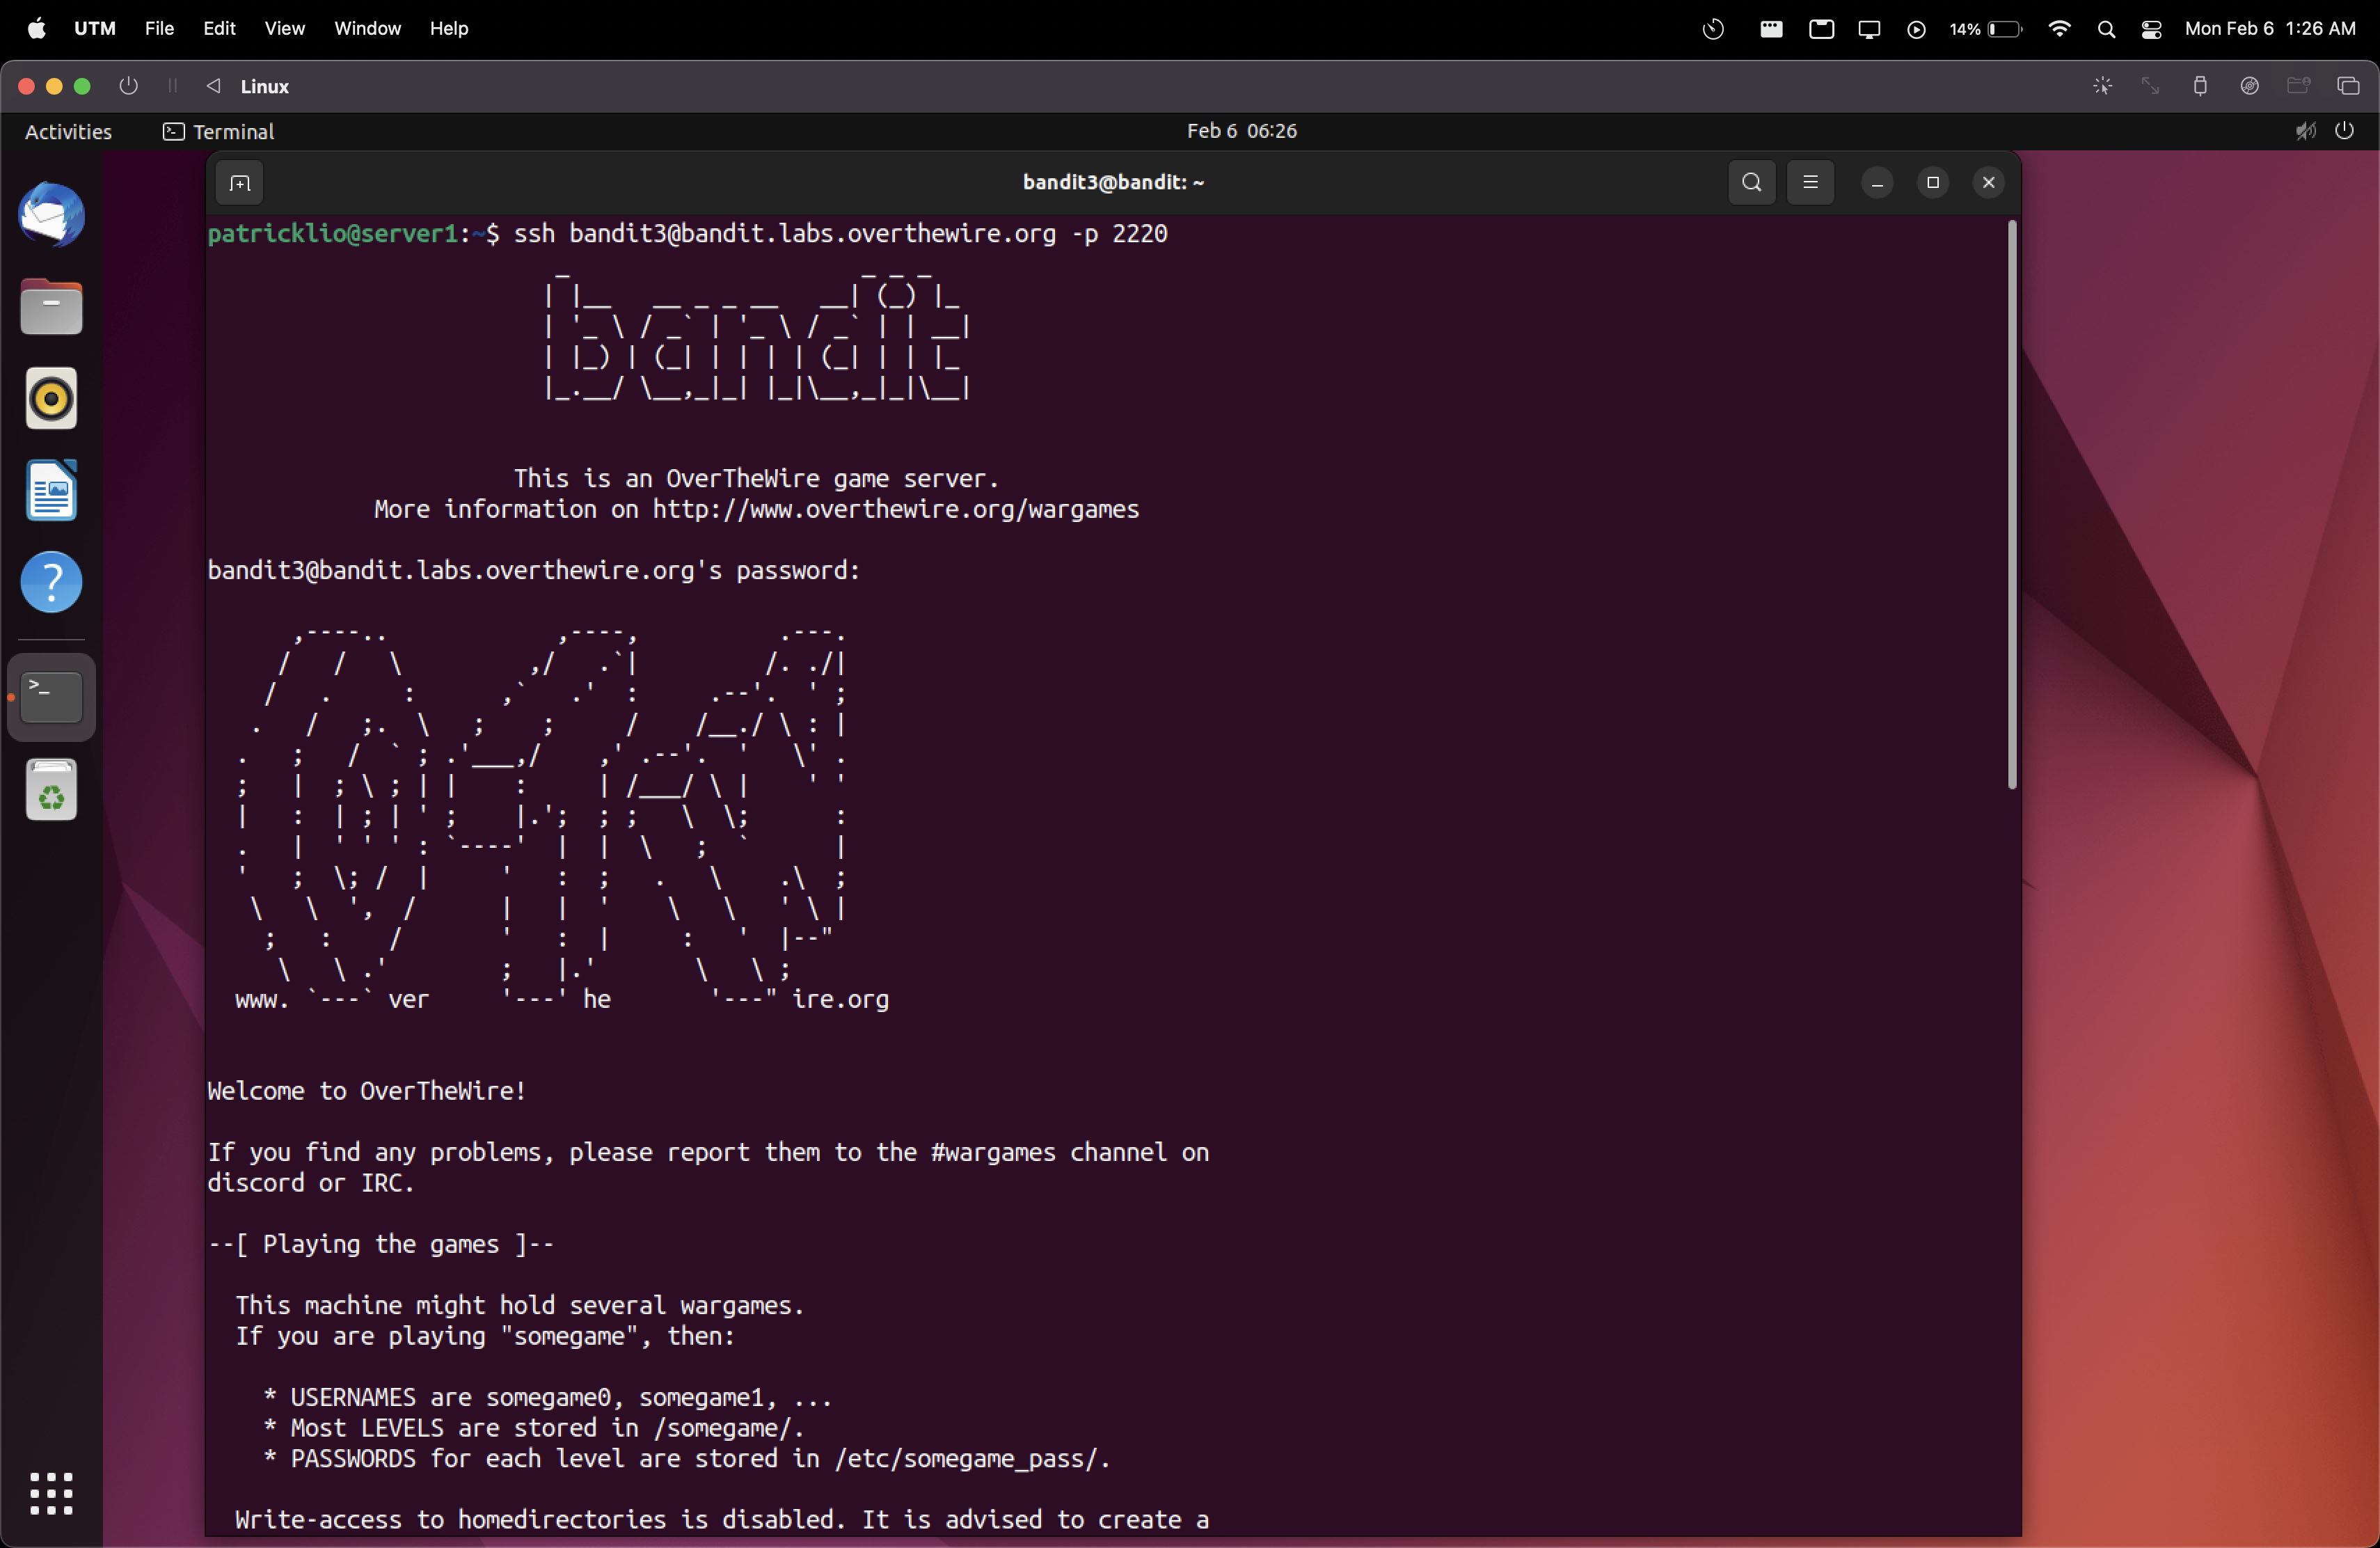 UTM File Edit View Window Help 14% Mon Feb 6 1:26 AM
Linux
Activities Terminal Feb 6 06:26
bandit3@bandit: ~
patricklio@server1:~$ ssh bandit3@bandit.labs.overthewire.org -p 2220
bandit
This is an OverTheWire game server.
More information on http://www.overthewire.org/wargames
bandit3@bandit.labs.overthewire.org's password:
www. ver he ire.org
Welcome to OverTheWire!
If you find any problems, please report them to the #wargames channel on
discord or IRC.
--[ Playing the games ]--
This machine might hold several wargames.
If you are playing "somegame", then:
* USERNAMES are somegame0, somegame1, ...
* Most LEVELS are stored in /somegame/.
* PASSWORDS for each level are stored in /etc/somegame_pass/.
Write-access to homedirectories is disabled. It is advised to create a